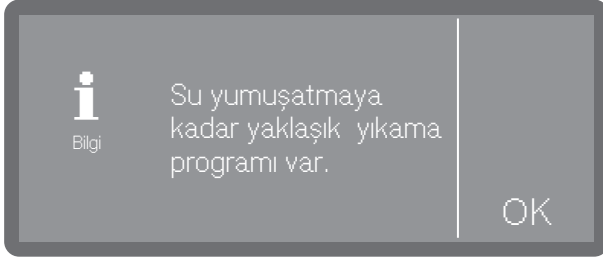 Su yumuşatmaya
kadar yaklaşık  yıkama
programı var.
Bilgi
OK